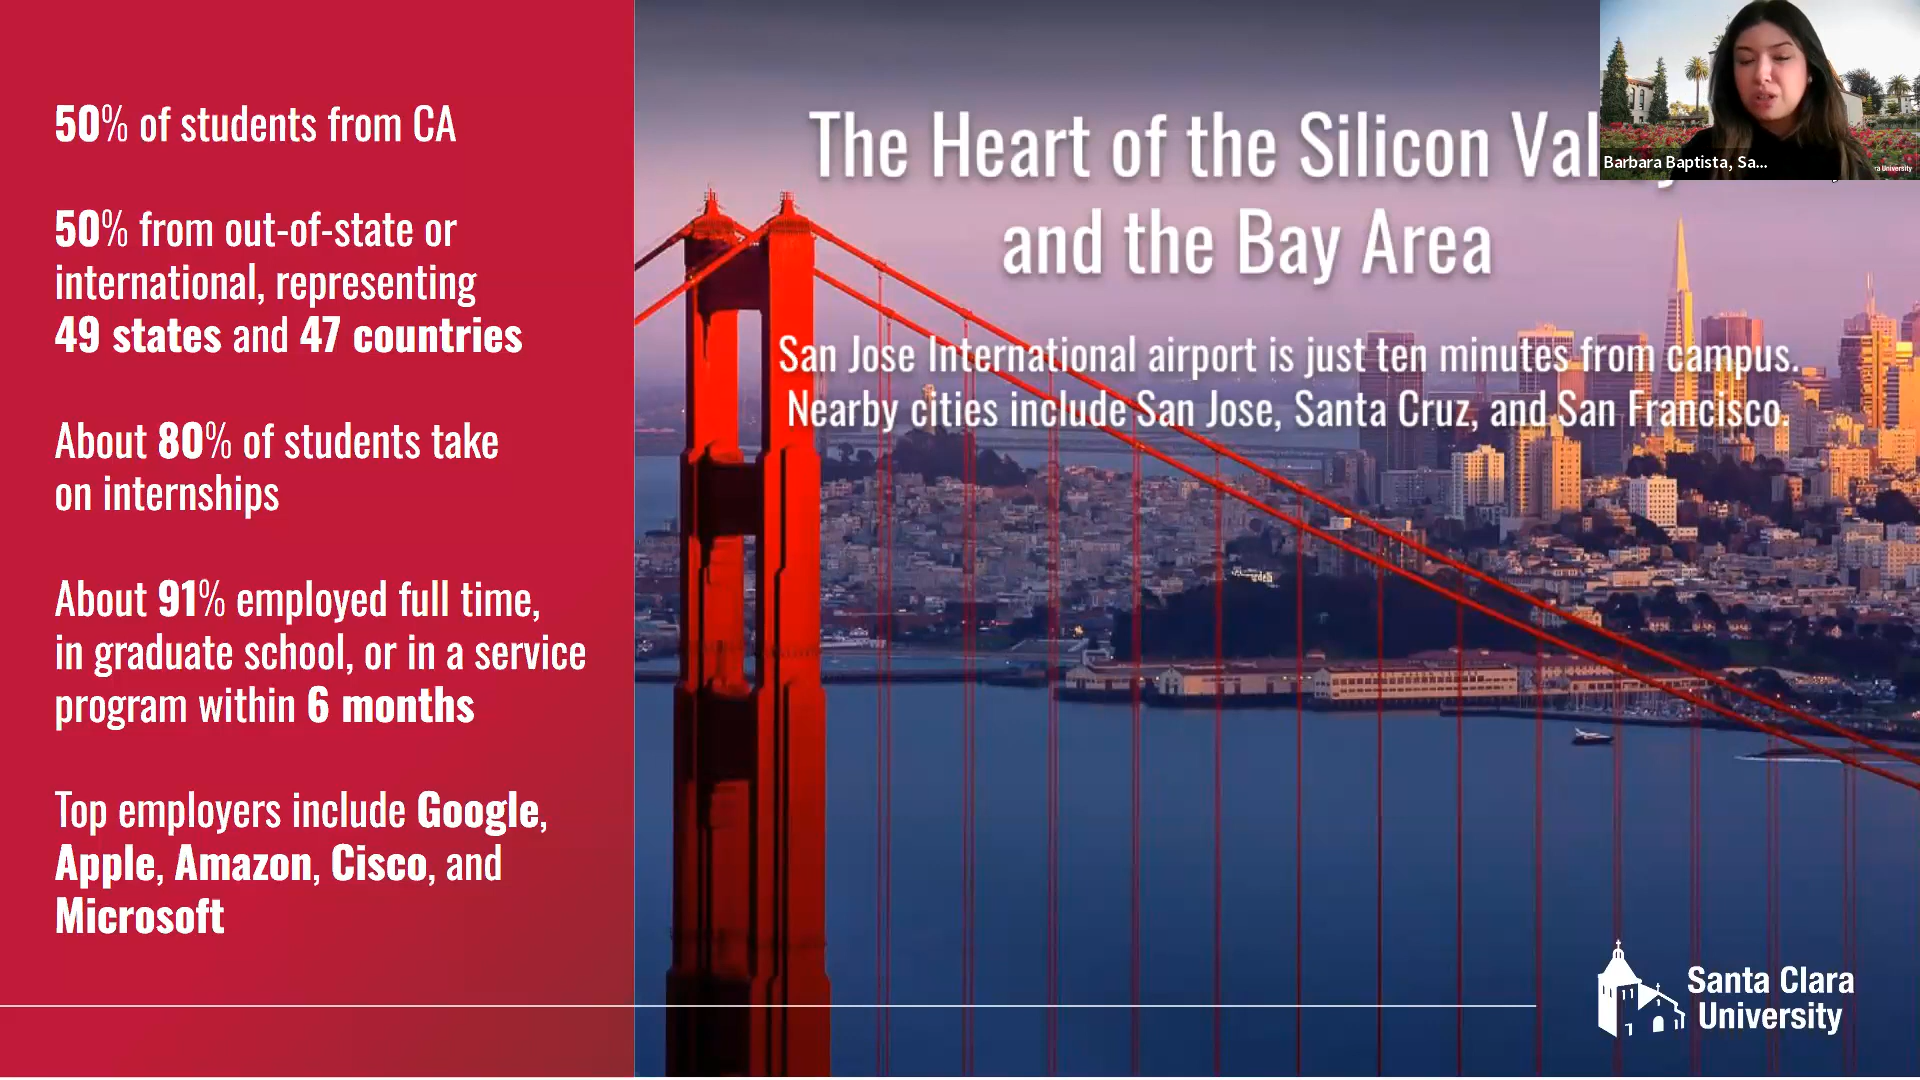 50% of students from CA
50% from out-of-state or
international, representing
49 states and 47 countries
About 80% of students take
on internships
About 91% employed full time,
in graduate school, or in a service
program within 6 months
Top employers include Google,
Apple, Amazon, Cisco, and
Microsoft
The Heart of the Silicon Val
and the Bay Area
San Jose International airport is just ten minutes from campus.
Nearby cities include San Jose, Santa Cruz, and San Francisco.
Barbara Baptista, Sa...
University
Santa Clara
University